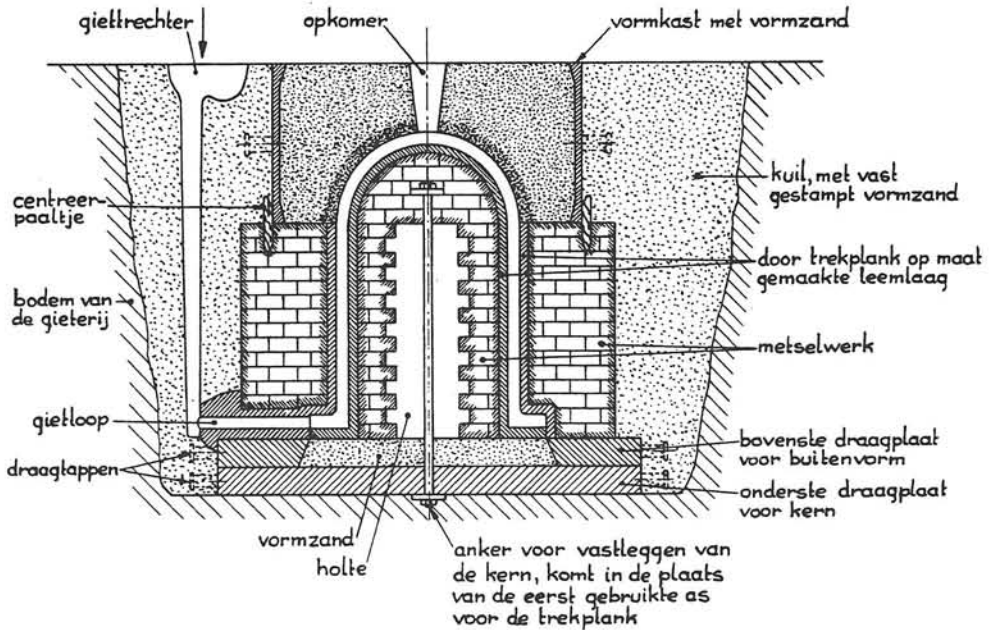 giettrechter
opkomer
vormkast met vormzand
centreer-
paaltje
kuil, met vast
gestampt vormzand
door trekplank op maat
gemaakte leemlaag
bodem van
de gieterij
metselwerk
gietloop
bovenste draagplaat
voor buitenvorm
draagtappen
onderste draagplaat
voor kern
vormzand
holte
anker voor vastleggen van
de kern, komt in de plaats
van de eerst gebruikte as
voor de trekplank